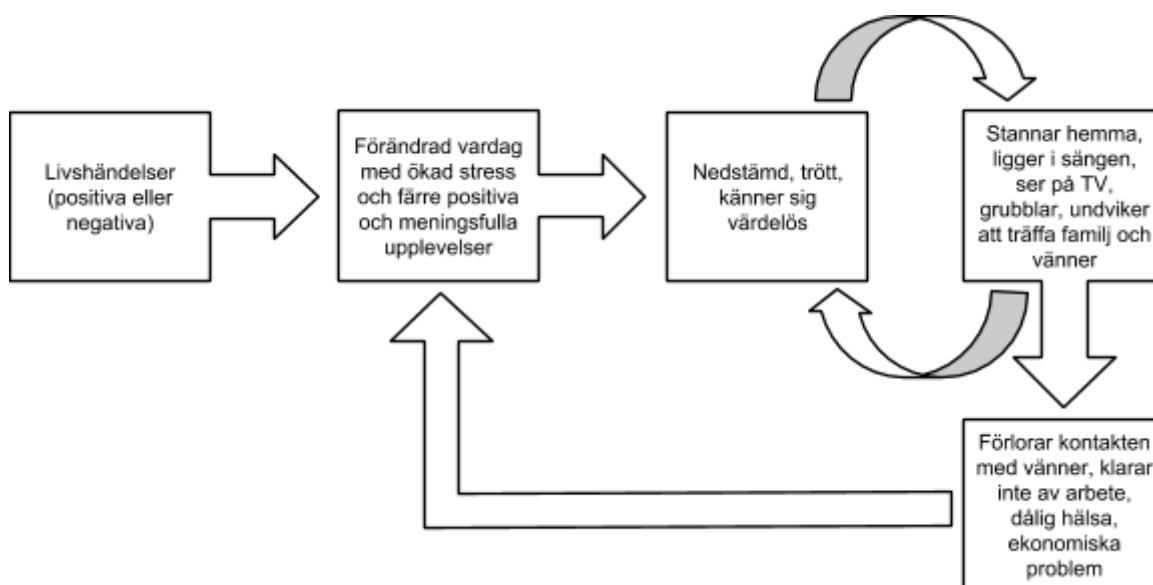 Livshändelser
(positiva eller
negativa)
Förändrad vardag
med ökad stress
och färre positiva
och meningsfulla
upplevelser
Nedstämd, trött,
känner sig
värdelös
Stannar hemma,
ligger i sängen,
ser på TV,
grubblar, undviker
att träffa familj och
vänner
Förlorar kontakten
med vänner, klarar
inte av arbete,
dålig hälsa,
ekonomiska
problem